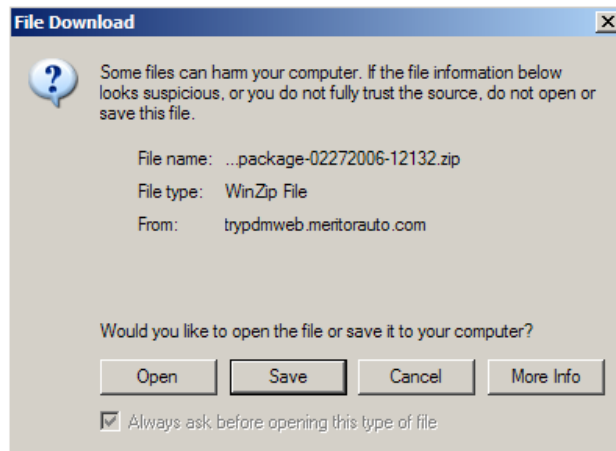 File Download
Some files can harm your computer. If the file information below
looks suspicious, or you do not fully trust the source, do not open or
save this file.
File name: ...package-02272006-12132.zip
File type: WinZip File
From: trypdmweb.meritorauto.com
Would you like to open the file or save it to your computer?
Open Save Cancel More Info
Always ask before opening this type of file